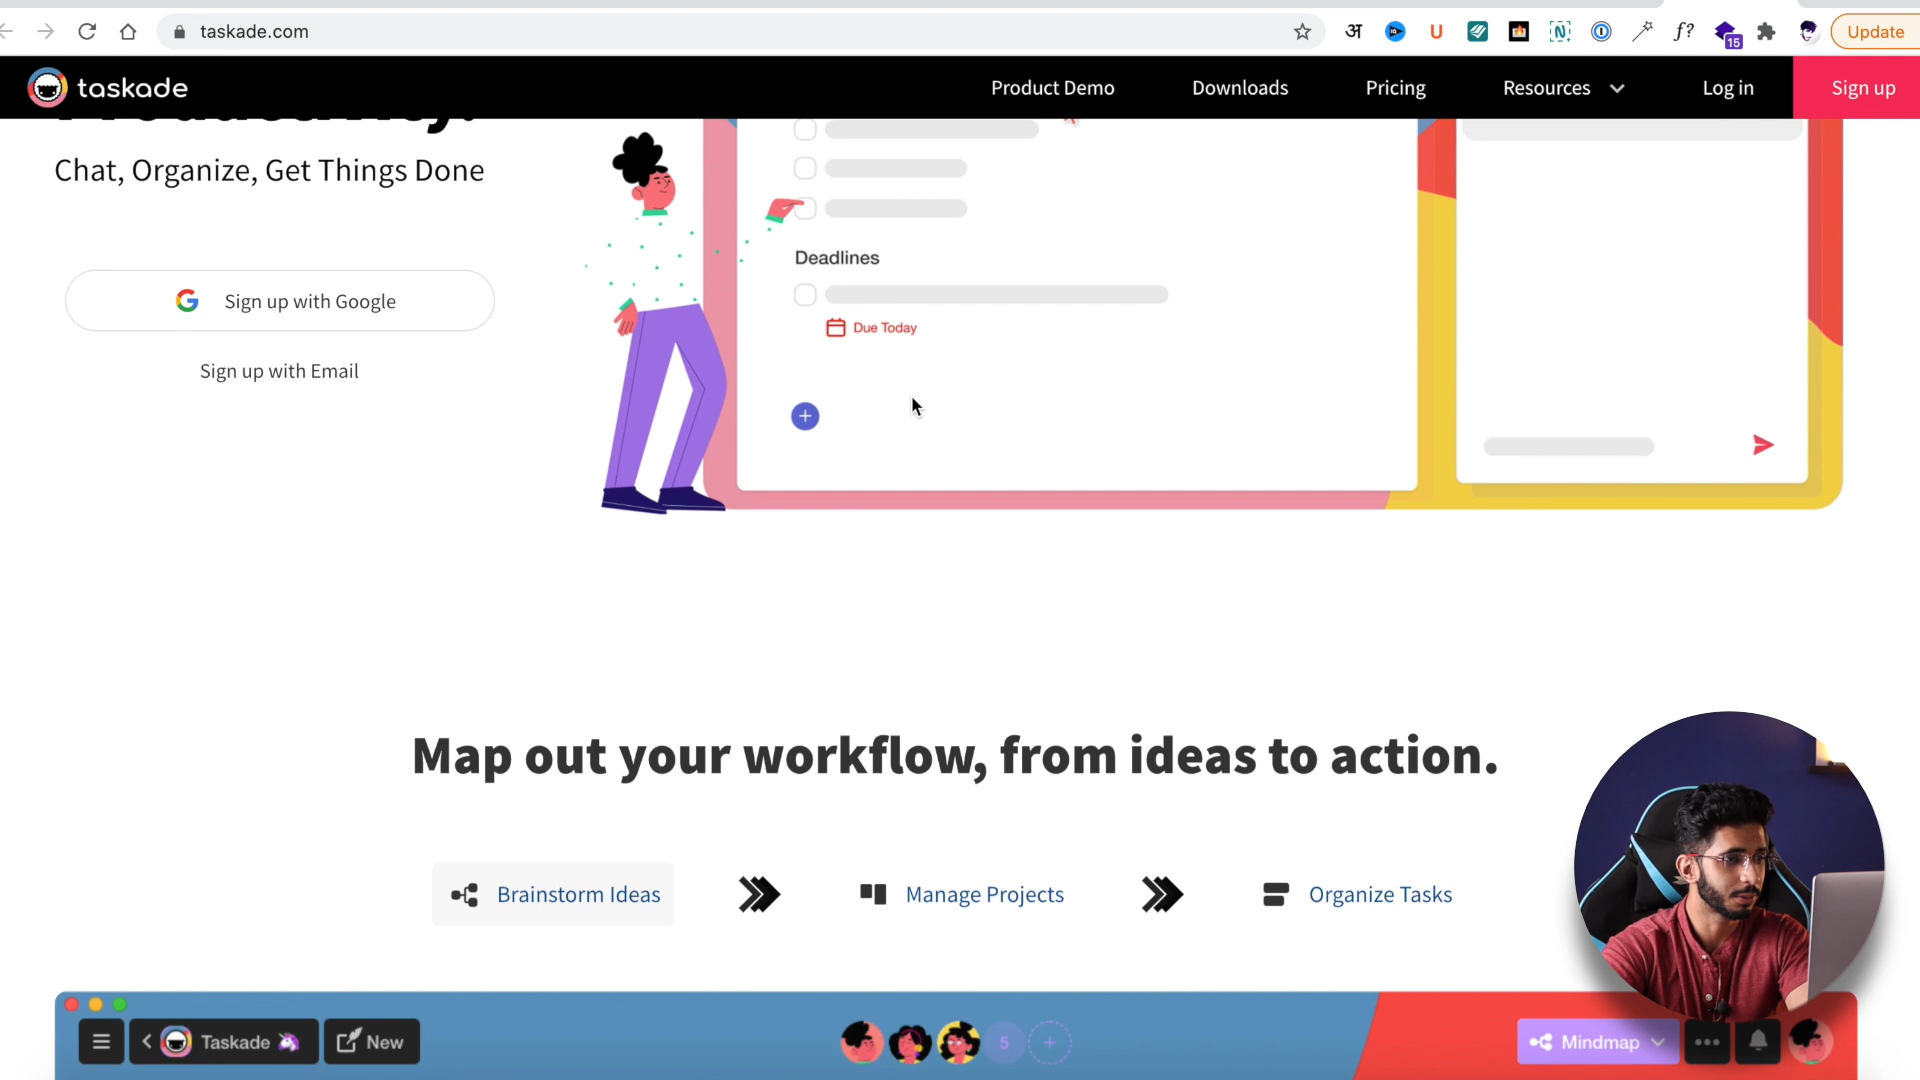 taskade.com
अ
U
f?
15
Update
taskade
Product Demo
Downloads
Pricing
Resources
Log in
Sign up
Chat, Organize, Get Things Done
Sign up with Google
Sign up with Email
Deadlines
Due Today
Map out your workflow, from ideas to action.
Brainstorm Ideas
Manage Projects
Organize Tasks
Taskade
New
5
Mindmap